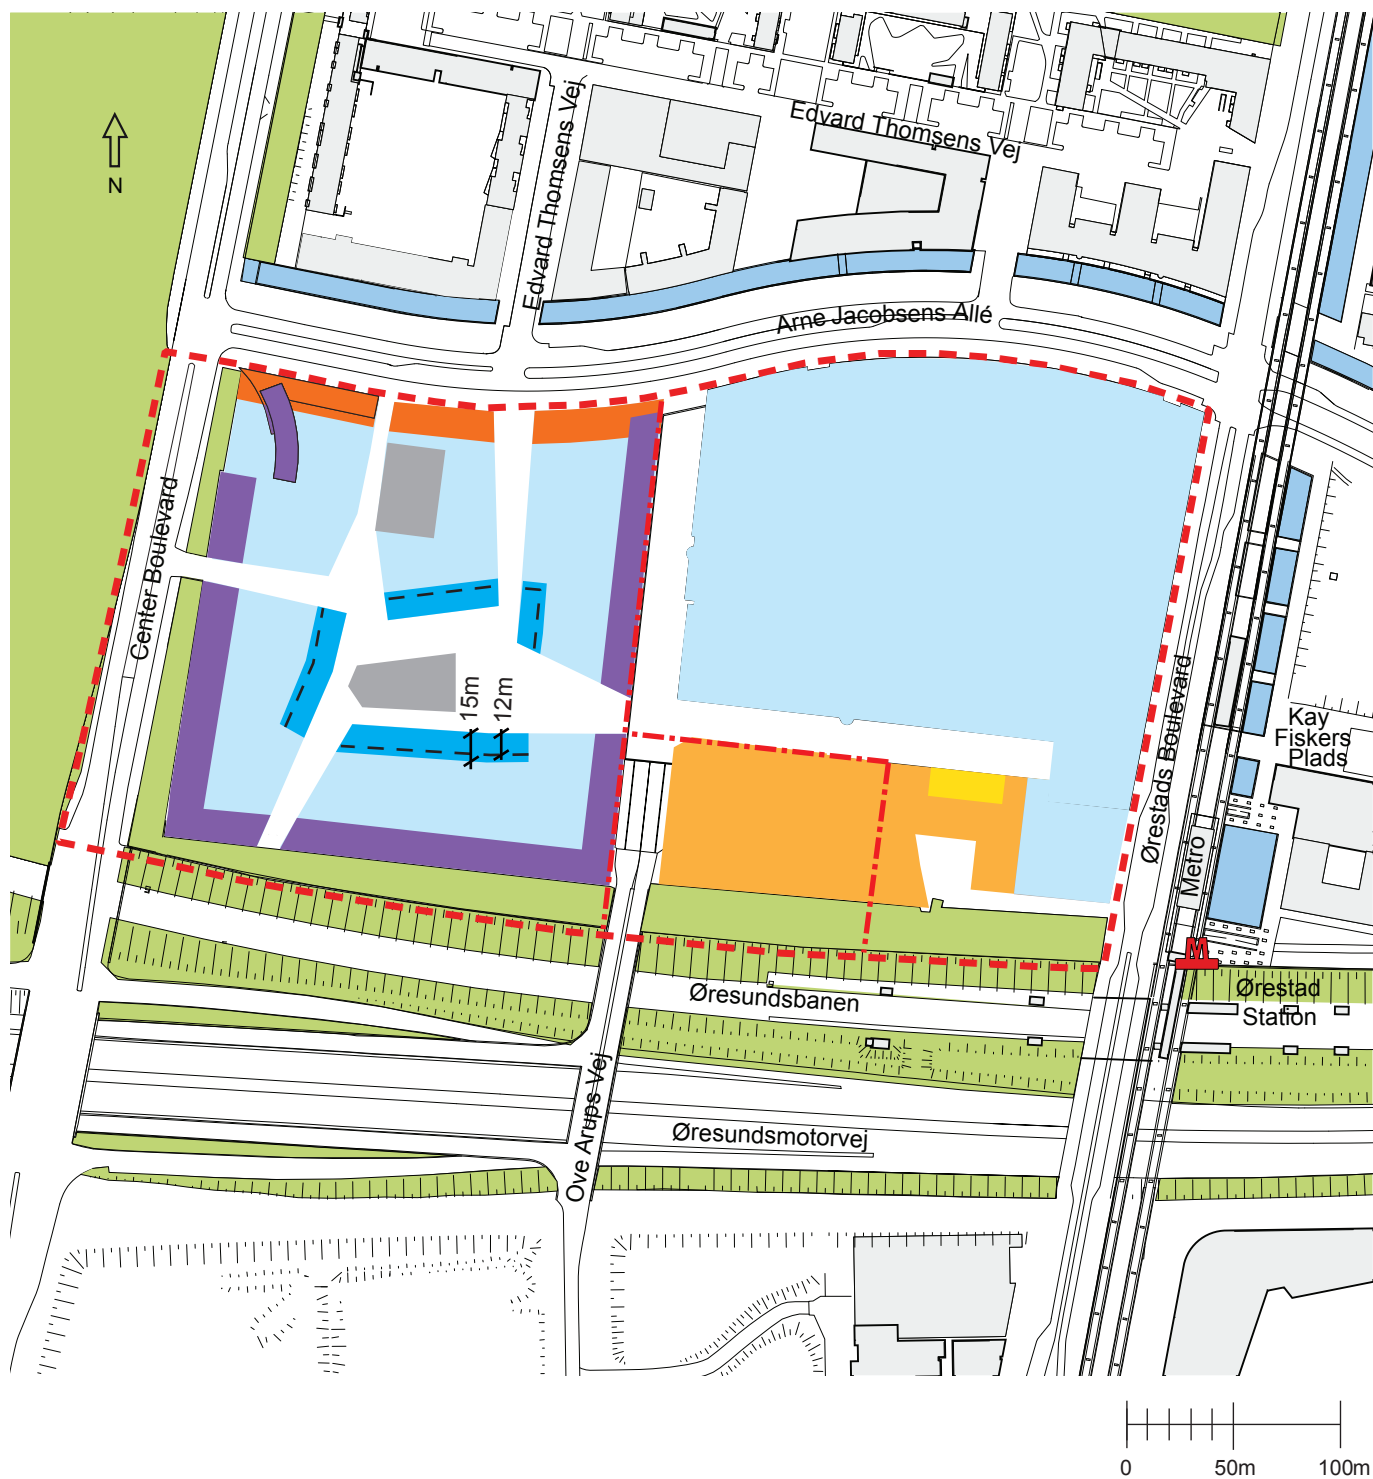 Edvard Thomsens Vej
Edvard Thomsens Vej
N
Arne Jacobsens Allé
Center Boulevard
15m
12m
Ørestads Boulevard
Kay
Fiskers
Plads
Metro
M
Øresundsbanen
Ørestad
Station
Ove Arups Vej
Øresundsmotorvej
0 50m 100m